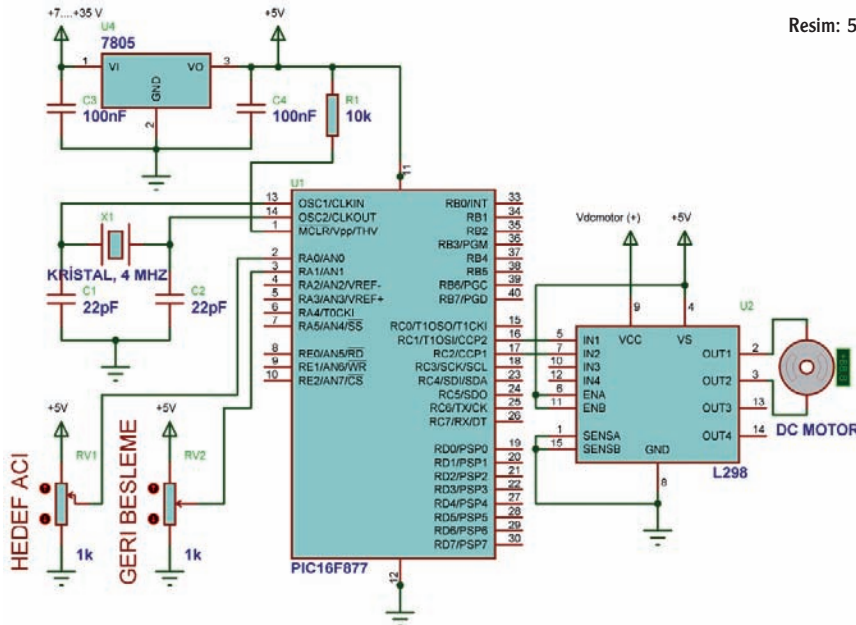 Resim: 5
+7....+35 V
+5V
U4
7805
1 VI VO 3
GND
2
C3
100nF
C4
100nF
R1
10k
11
U1
13 OSC1/CLKIN
14 OSC2/CLKOUT
1 MCLR/Vpp/THV
2 RA0/AN0
3 RA1/AN1
4 RA2/AN2/VREF-
5 RA3/AN3/VREF+
6 RA4/T0CKI
7 RA5/AN4/SS
8 RE0/AN5/RD
9 RE1/AN6/WR
10 RE2/AN7/CS
RB0/INT 33
RB1 34
RB2 35
RB3/PGM 36
RB4 37
RB5 38
RB6/PGC 39
RB7/PGD 40
RC0/T1OSO/T1CKI 15
RC1/T1OSI/CCP2 16
RC2/CCP1 17
RC3/SCK/SCL 18
RC4/SDI/SDA 23
RC5/SDO 24
RC6/TX/CK 25
RC7/RX/DT 26
RD0/PSP0 19
RD1/PSP1 20
RD2/PSP2 21
RD3/PSP3 22
RD4/PSP4 27
RD5/PSP5 28
RD6/PSP6 29
RD7/PSP7 30
12
PIC16F877
X1
KRİSTAL, 4 MHZ
C1
22pF
C2
22pF
+5V
RV1
HEDEF ACI
1k
+5V
RV2
GERI BESLEME
1k
Vdcmotor (+)
+5V
9
4
U2
VCC VS
5 IN1
7 IN2
10 IN3
12 IN4
6 ENA
11 ENB
1 SENSA
15 SENSB
GND
8
OUT1 2
OUT2 3
OUT3 13
OUT4 14
L298
DC MOTOR